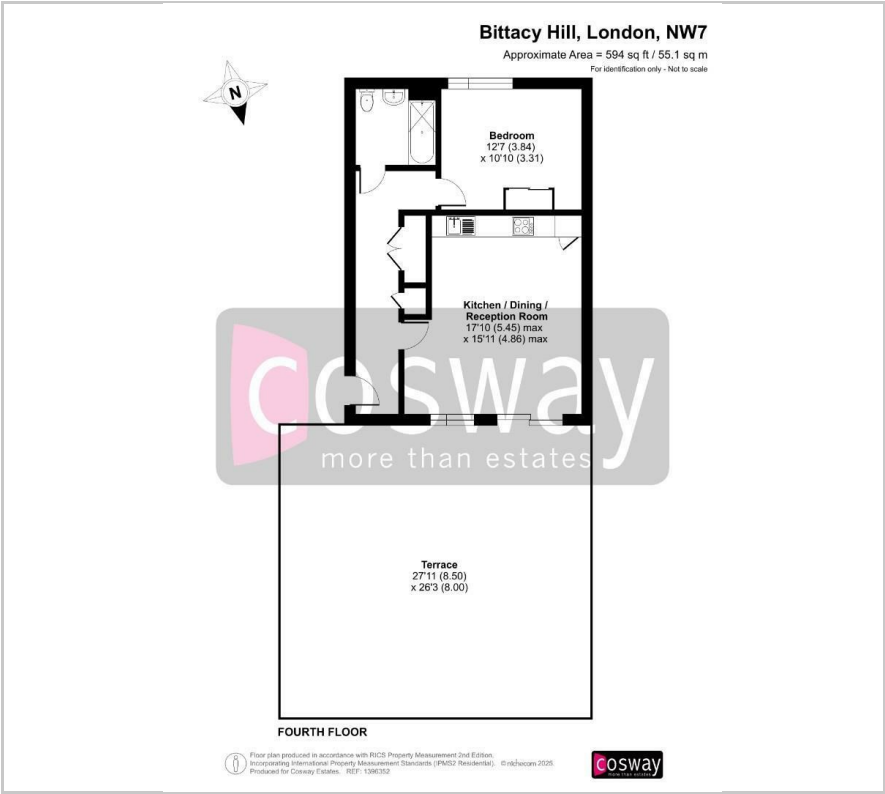 Bittacy Hill, London, NW7
Approximate Area = 594 sq ft / 55.1 sq m
For identification only - Not to scale
N
Bedroom
12'7 (3.84)
x 10'10 (3.31)
Kitchen / Dining /
Reception Room
17'10 (5.45) max
x 15'11 (4.86) max
cosway
more than estates
Terrace
27'11 (8.50)
x 26'3 (8.00)
FOURTH FLOOR
Floor plan produced in accordance with RICS Property Measurement 2nd Edition,
Incorporating International Property Measurement Standards (IPMS2 Residential). © nichecom 2025.
Produced for Cosway Estates. REF: 1396352
cosway
more than estates